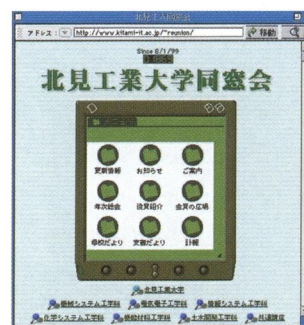 北見工業大学同窓会
アドレス： http://www.kitami-it.ac.jp/~reunion/ 移動
Since 8/1/99
北見工業大学同窓会
更新情報 お知らせ ご案内
年次総会 役員紹介 会員の広場
学校だより 支部だより 訃報
北見工業大学
機械システム工学科 電気電子工学科 情報システム工学科
化学システム工学科 機能材料工学科 土木開発工学科 共通講座